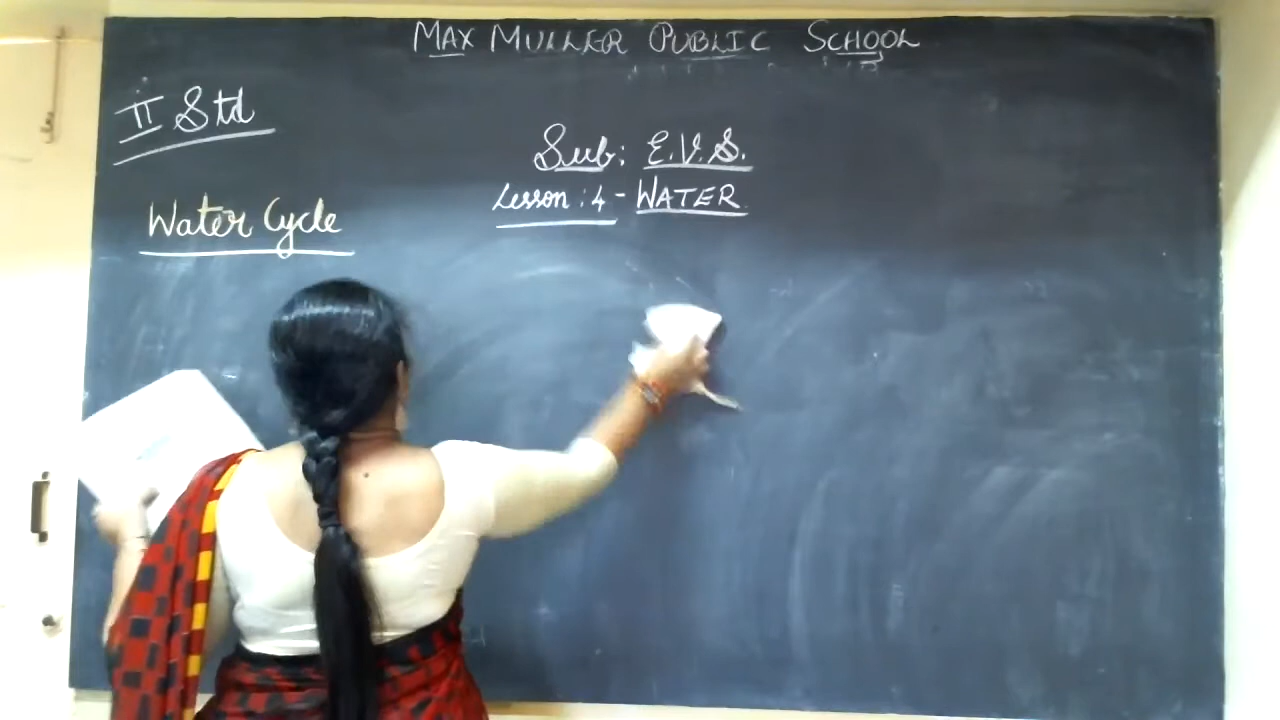 MAX MULLER PUBLIC SCHOOL
II Std
Sub: E.V.S.
Lesson : 4 - WATER
Water Cycle